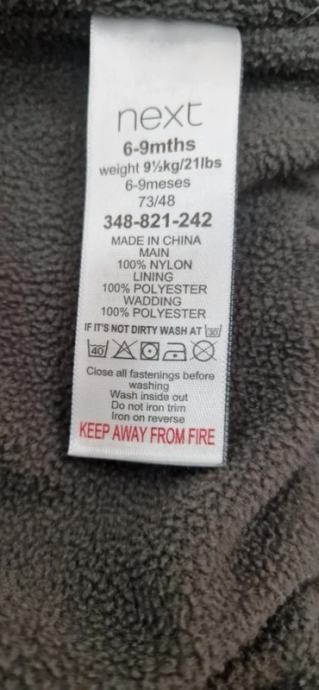 next
6-9mths
weight 9½kg/21lbs
6-9meses
73/48
348-821-242
MADE IN CHINA
MAIN
100% NYLON
LINING
100% POLYESTER
WADDING
100% POLYESTER
IF IT'S NOT DIRTY WASH AT 30
40
Close all fastenings before
washing
Wash inside out
Do not iron trim
Iron on reverse
KEEP AWAY FROM FIRE